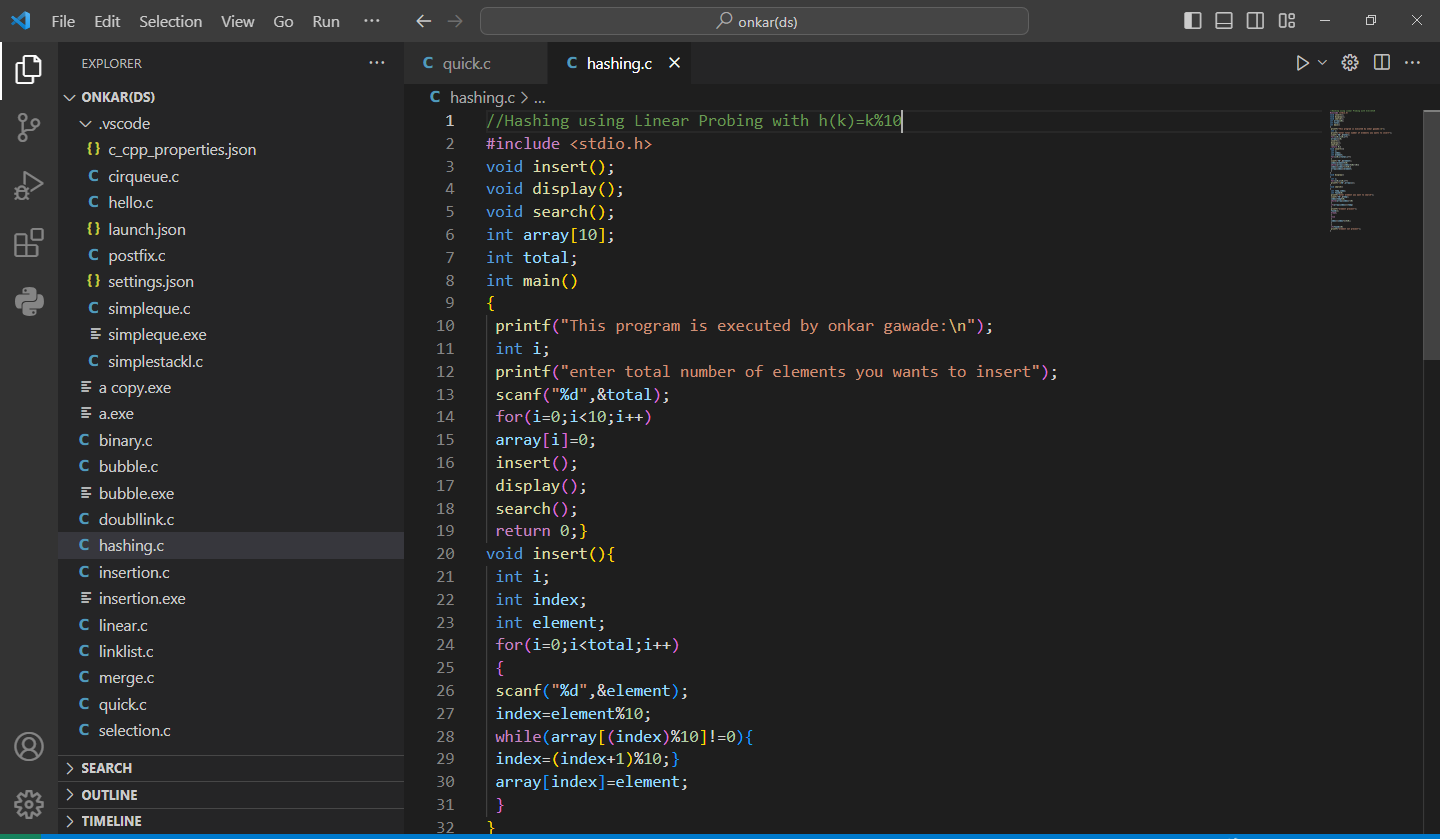 File Edit Selection View Go Run ···
onkar(ds)
EXPLORER
ONKAR(DS)
.vscode
{} c_cpp_properties.json
C cirqueue.c
C hello.c
{} launch.json
C postfix.c
{} settings.json
C simpleque.c
simpleque.exe
C simplestackl.c
a copy.exe
a.exe
C binary.c
C bubble.c
bubble.exe
C doubllink.c
C hashing.c
C insertion.c
insertion.exe
C linear.c
C linklist.c
C merge.c
C quick.c
C selection.c
SEARCH
OUTLINE
TIMELINE
C quick.c C hashing.c
C hashing.c > ...
1 //Hashing using Linear Probing with h(k)=k%10
2 #include <stdio.h>
3 void insert();
4 void display();
5 void search();
6 int array[10];
7 int total;
8 int main()
9 {
10 printf("This program is executed by onkar gawade:\n");
11 int i;
12 printf("enter total number of elements you wants to insert");
13 scanf("%d",&total);
14 for(i=0;i<10;i++)
15 array[i]=0;
16 insert();
17 display();
18 search();
19 return 0;}
20 void insert(){
21 int i;
22 int index;
23 int element;
24 for(i=0;i<total;i++)
25 {
26 scanf("%d",&element);
27 index=element%10;
28 while(array[(index)%10]!=0){
29 index=(index+1)%10;}
30 array[index]=element;
31 }
32 }